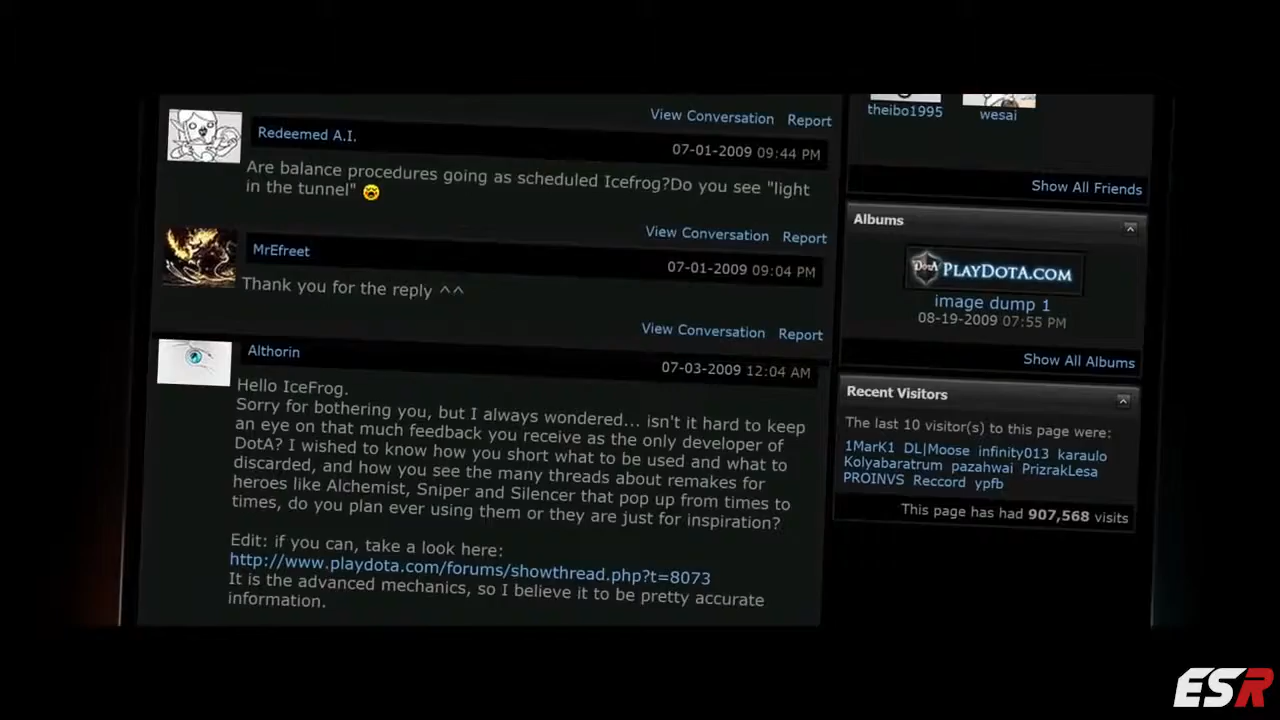 View Conversation Report
Redeemed A.I.
07-01-2009 09:44 PM
Are balance procedures going as scheduled Icefrog?Do you see "light
in the tunnel"
View Conversation Report
MrEfreet
07-01-2009 09:04 PM
Thank you for the reply ^^
View Conversation Report
Althorin
07-03-2009 12:04 AM
Hello IceFrog.
Sorry for bothering you, but I always wondered... isn't it hard to keep
an eye on that much feedback you receive as the only developer of
DotA? I wished to know how you short what to be used and what to
discarded, and how you see the many threads about remakes for
heroes like Alchemist, Sniper and Silencer that pop up from times to
times, do you plan ever using them or they are just for inspiration?
Edit: if you can, take a look here:
http://www.playdota.com/forums/showthread.php?t=8073
It is the advanced mechanics, so I believe it to be pretty accurate
information.
theibo1995 wesai
Show All Friends
Albums
DotA PLAYDOTA.COM
image dump 1
08-19-2009 07:55 PM
Show All Albums
Recent Visitors
The last 10 visitor(s) to this page were:
1MarK1 DL|Moose infinity013 karaulo
Kolyabaratrum pazahwai PrizrakLesa
PROINVS Reccord ypfb
This page has had 907,568 visits
ESR